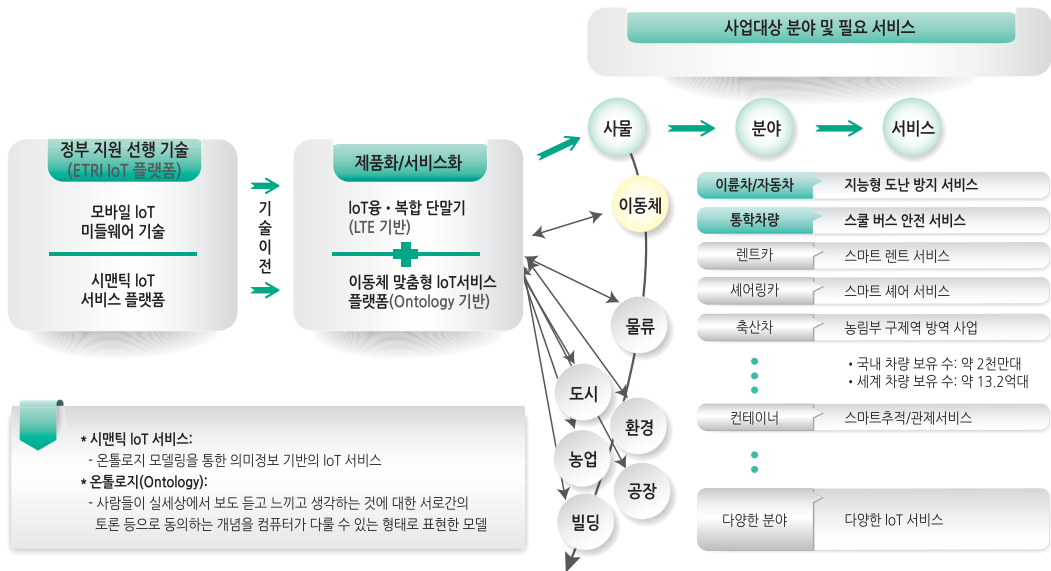 사업대상 분야 및 필요 서비스
사물
분야
서비스
정부 지원 선행 기술
(ETRI IoT 플랫폼)
모바일 IoT
미들웨어 기술
시맨틱 IoT
서비스 플랫폼
기
술
이
전
제품화/서비스화
IoT융・복합 단말기
(LTE 기반)
이동체 맞춤형 IoT서비스
플랫폼(Ontology 기반)
이동체
물류
도시
환경
농업
공장
빌딩
이륜차/자동차 지능형 도난 방지 서비스
통학차량 스쿨 버스 안전 서비스
렌트카 스마트 렌트 서비스
셰어링카 스마트 셰어 서비스
축산차 농림부 구제역 방역 사업
• 국내 차량 보유 수: 약 2천만대
• 세계 차량 보유 수: 약 13.2억대
컨테이너 스마트추적/관제서비스
다양한 분야 다양한 IoT 서비스
* 시맨틱 IoT 서비스:
- 온톨로지 모델링을 통한 의미정보 기반의 IoT 서비스
* 온톨로지(Ontology):
- 사람들이 실세상에서 보도 듣고 느끼고 생각하는 것에 대한 서로간의
토론 등으로 동의하는 개념을 컴퓨터가 다룰 수 있는 형태로 표현한 모델